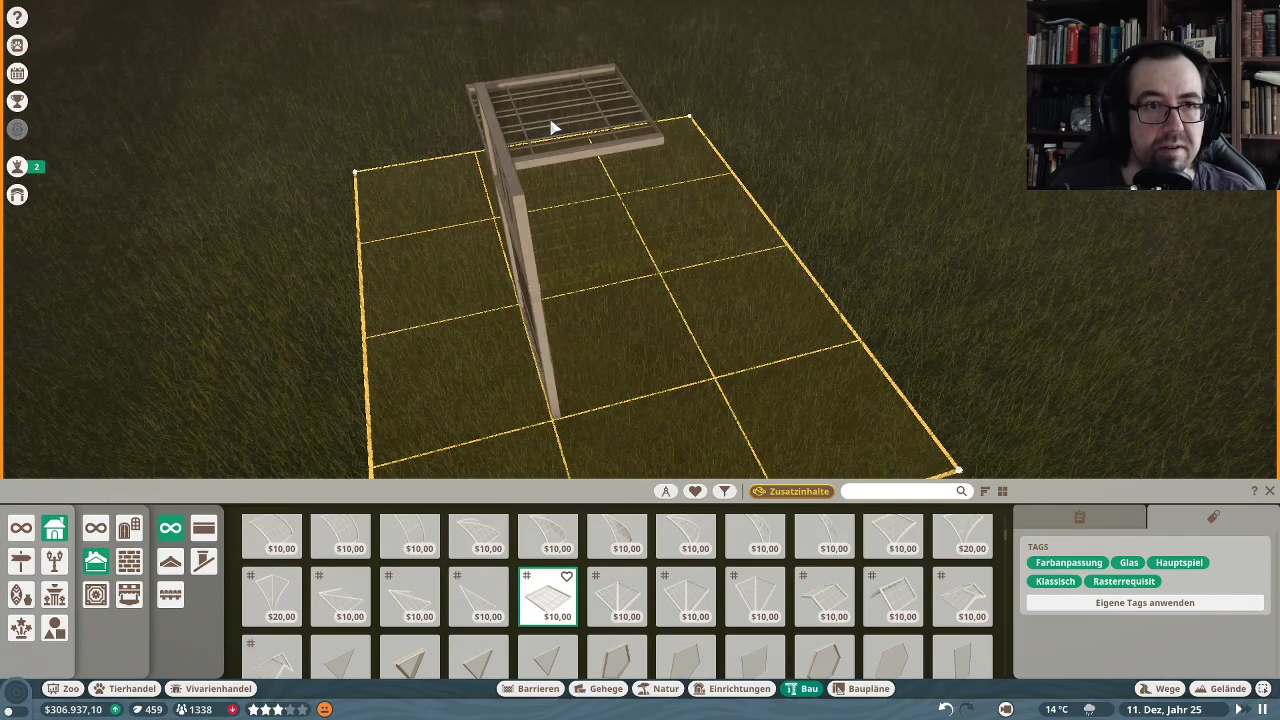 2
Zusatzinhalte
?
$10,00 $10,00 $10,00 $10,00 $10,00 $10,00 $10,00 $10,00 $10,00 $10,00 $20,00
$20,00 $10,00 $10,00 $10,00 $10,00 $10,00 $10,00 $10,00 $10,00 $10,00 $10,00
TAGS
Farbanpassung Glas Hauptspiel
Klassisch Rasterrequisit
Eigene Tags anwenden
Zoo Tierhandel Vivarienhandel Barrieren Gehege Natur Einrichtungen Bau Baupläne Wege Gelände
$306.937,10 459 1338 14 °C 11. Dez, Jahr 25